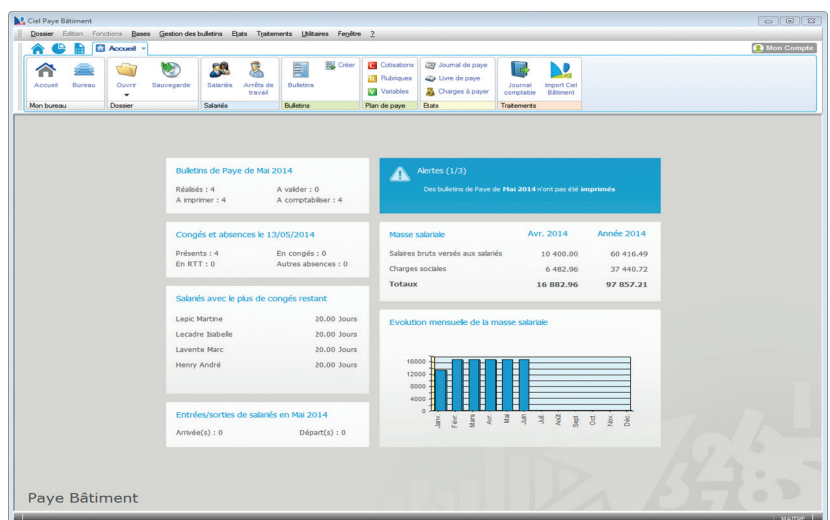 Ciel Paye Bâtiment
Dossier Edition Fonctions Bases Gestion des bulletins Etats Traitements Utilitaires Fenêtre ?
Accueil
Mon Compte
Accueil Bureau Ouvrir Sauvegarde Salariés Arrêts de travail Bulletins Créer
Cotisations Journal de paye
Rubriques Livre de paye
Variables Charges à payer
Journal comptable Import Ciel Bâtiment
Mon bureau Dossier Salariés Bulletins Plan de paye Etats Traitements
Bulletins de Paye de Mai 2014
Réalisés : 4 A valider : 0
A imprimer : 4 A comptabiliser : 4
Alertes (1/3)
Des bulletins de Paye de Mai 2014 n'ont pas été imprimés
Congés et absences le 13/05/2014
Présents : 4 En congés : 0
En RTT : 0 Autres absences : 0
Masse salariale Avr. 2014 Année 2014
Salaires bruts versés aux salariés 10 400.00 60 416.49
Charges sociales 6 482.96 37 440.72
Totaux 16 882.96 97 857.21
Salariés avec le plus de congés restant
Lepic Martine 20.00 Jours
Lecadre Isabelle 20.00 Jours
Lavente Marc 20.00 Jours
Henry André 20.00 Jours
Evolution mensuelle de la masse salariale
16000
12000
8000
4000
0
Janv. Févr. Mars Avr. Mai Juin Juil. Août Sept. Oct. Nov. Déc.
Entrées/sorties de salariés en Mai 2014
Arrivée(s) : 0 Départ(s) : 0
Paye Bâtiment
MAITRE